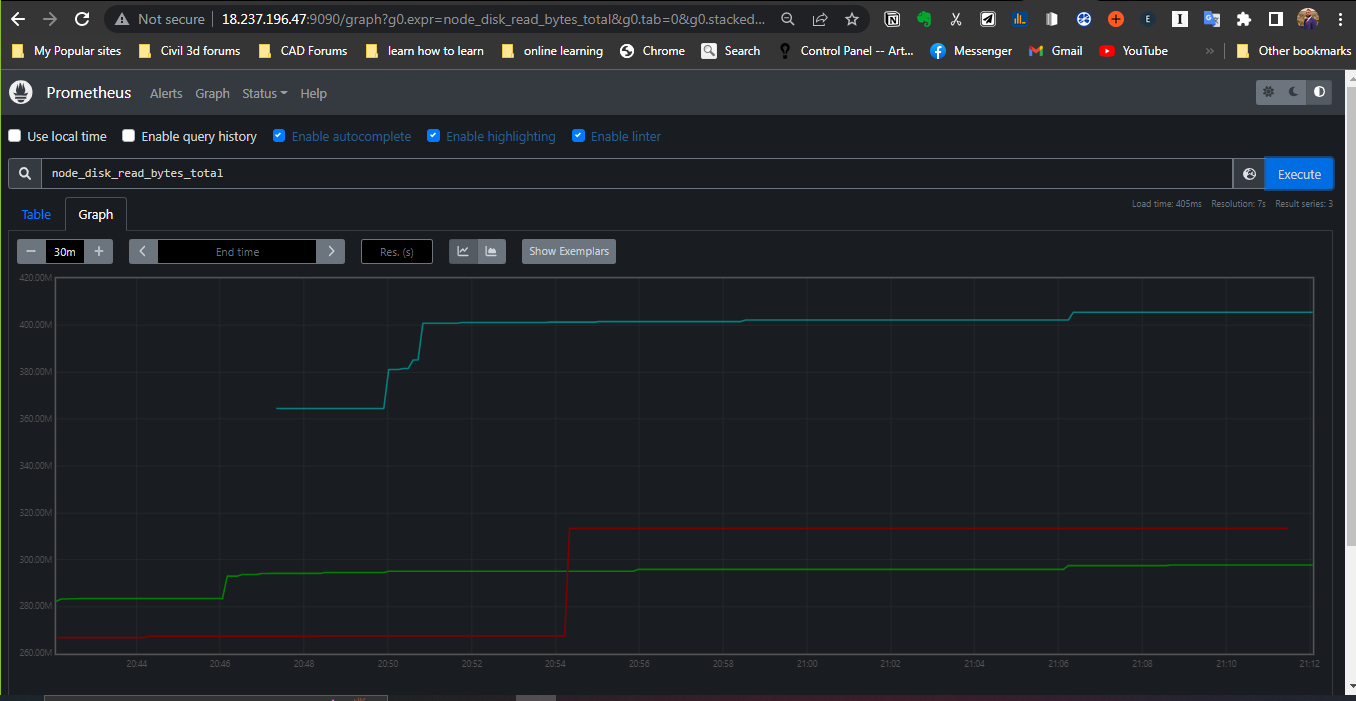 Not secure 18.237.196.47:9090/graph?g0.expr=node_disk_read_bytes_total&g0.tab=0&g0.stacked...
My Popular sites Civil 3d forums CAD Forums learn how to learn online learning Chrome Search Control Panel -- Art... Messenger Gmail YouTube » Other bookmarks
Prometheus Alerts Graph Status Help
Use local time Enable query history Enable autocomplete Enable highlighting Enable linter
node_disk_read_bytes_total Execute
Load time: 405ms Resolution: 7s Result series: 3
Table Graph
30m End time Res. (s) Show Exemplars
420.00M
400.00M
380.00M
360.00M
340.00M
320.00M
300.00M
280.00M
260.00M
20:44 20:46 20:48 20:50 20:52 20:54 20:56 20:58 21:00 21:02 21:04 21:06 21:08 21:10 21:12